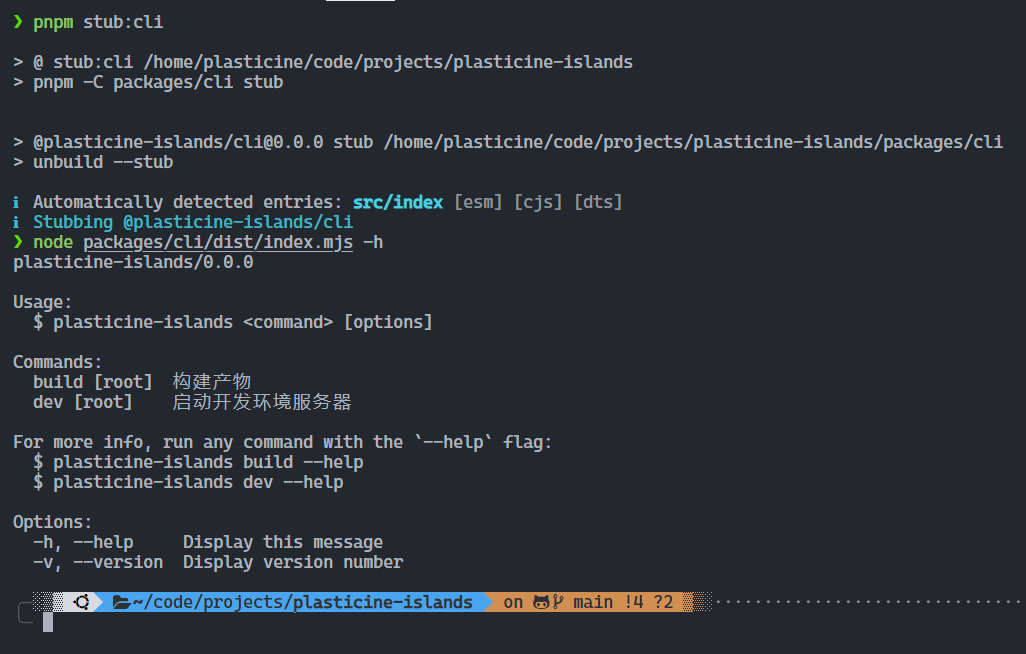 ❯ pnpm stub:cli
> @ stub:cli /home/plasticine/code/projects/plasticine-islands
> pnpm -C packages/cli stub
> @plasticine-islands/cli@0.0.0 stub /home/plasticine/code/projects/plasticine-islands/packages/cli
> unbuild --stub
ℹ Automatically detected entries: src/index [esm] [cjs] [dts]
ℹ Stubbing @plasticine-islands/cli
❯ node packages/cli/dist/index.mjs -h
plasticine-islands/0.0.0
Usage:
$ plasticine-islands <command> [options]
Commands:
build [root]  构建产物
dev [root]    启动开发环境服务器
For more info, run any command with the `--help` flag:
$ plasticine-islands build --help
$ plasticine-islands dev --help
Options:
-h, --help     Display this message
-v, --version  Display version number
~/code/projects/plasticine-islands on main !4 ?2